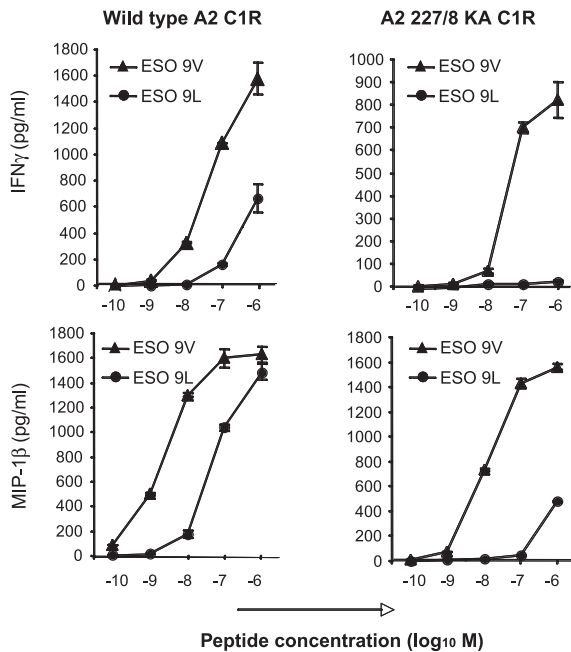 Wild type A2 C1R
A2 227/8 KA C1R
IFNγ (pg/ml)
1800
1600
1400
1200
1000
800
600
400
200
0
ESO 9V
ESO 9L
-10 -9 -8 -7 -6
1000
900
800
700
600
500
400
300
200
100
0
ESO 9V
ESO 9L
-10 -9 -8 -7 -6
MIP-1β (pg/ml)
1800
1600
1400
1200
1000
800
600
400
200
0
ESO 9V
ESO 9L
-10 -9 -8 -7 -6
1800
1600
1400
1200
1000
800
600
400
200
0
ESO 9V
ESO 9L
-10 -9 -8 -7 -6
Peptide concentration (log₁₀ M)